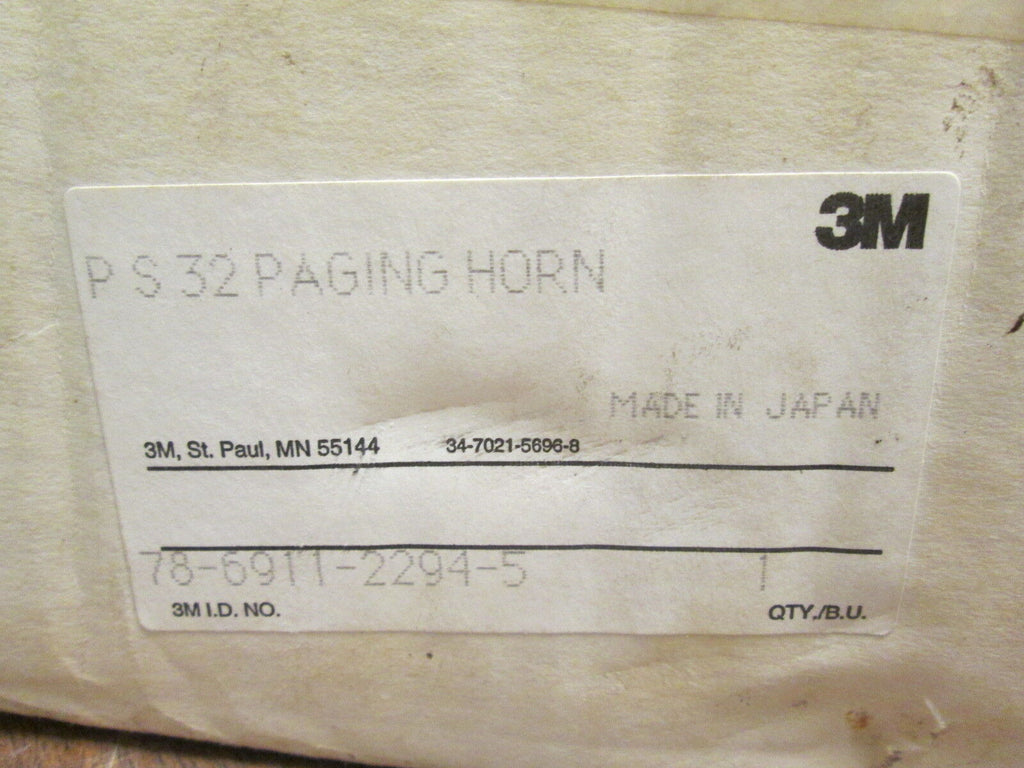 3M
P S 32 PAGING HORN
MADE IN JAPAN
3M, St. Paul, MN 55144 34-7021-5696-8
78-6911-2294-5 1
3M I.D. NO. QTY./B.U.